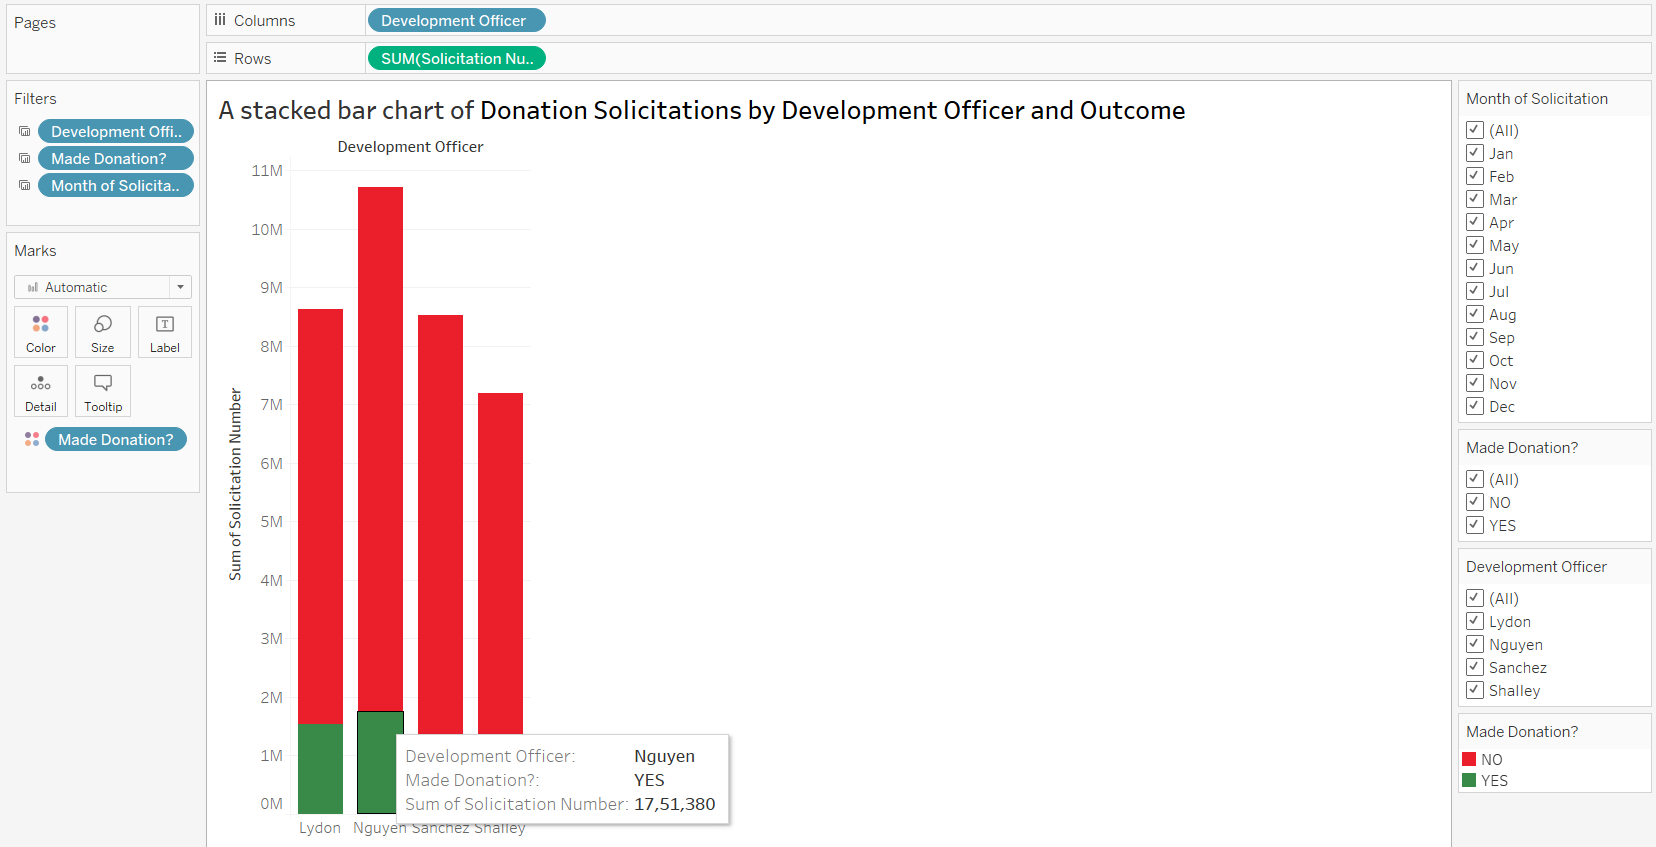 Pages
Columns
Development Officer
Rows
SUM(Solicitation Nu..
Filters
Development Offi..
Made Donation?
Month of Solicita..
Marks
Automatic
Color
Size
Label
Detail
Tooltip
Made Donation?
A stacked bar chart of Donation Solicitations by Development Officer and Outcome
Development Officer
11M
10M
9M
8M
7M
6M
5M
4M
3M
2M
1M
0M
Sum of Solicitation Number
Lydon Nguyen Sanchez Shalley
Development Officer: Nguyen
Made Donation?: YES
Sum of Solicitation Number: 17,51,380
Month of Solicitation
(All)
Jan
Feb
Mar
Apr
May
Jun
Jul
Aug
Sep
Oct
Nov
Dec
Made Donation?
(All)
NO
YES
Development Officer
(All)
Lydon
Nguyen
Sanchez
Shalley
Made Donation?
NO
YES